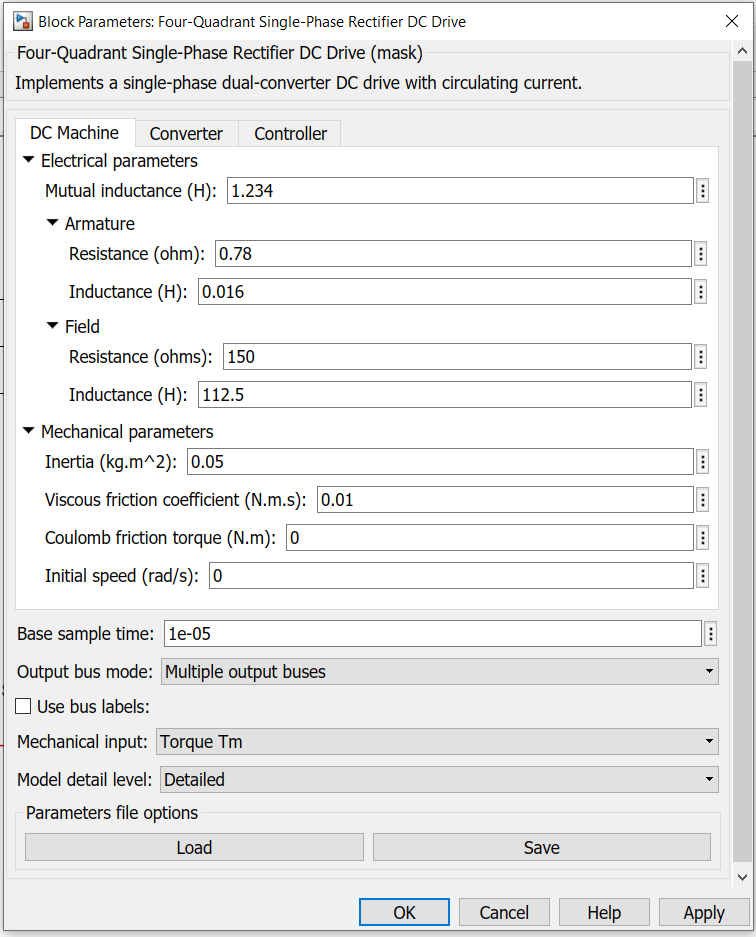 Block Parameters: Four-Quadrant Single-Phase Rectifier DC Drive
Four-Quadrant Single-Phase Rectifier DC Drive (mask)
Implements a single-phase dual-converter DC drive with circulating current.
DC Machine Converter Controller
Electrical parameters
Mutual inductance (H): 1.234
Armature
Resistance (ohm): 0.78
Inductance (H): 0.016
Field
Resistance (ohms): 150
Inductance (H): 112.5
Mechanical parameters
Inertia (kg.m^2): 0.05
Viscous friction coefficient (N.m.s): 0.01
Coulomb friction torque (N.m): 0
Initial speed (rad/s): 0
Base sample time: 1e-05
Output bus mode: Multiple output buses
Use bus labels:
Mechanical input: Torque Tm
Model detail level: Detailed
Parameters file options
Load Save
OK Cancel Help Apply